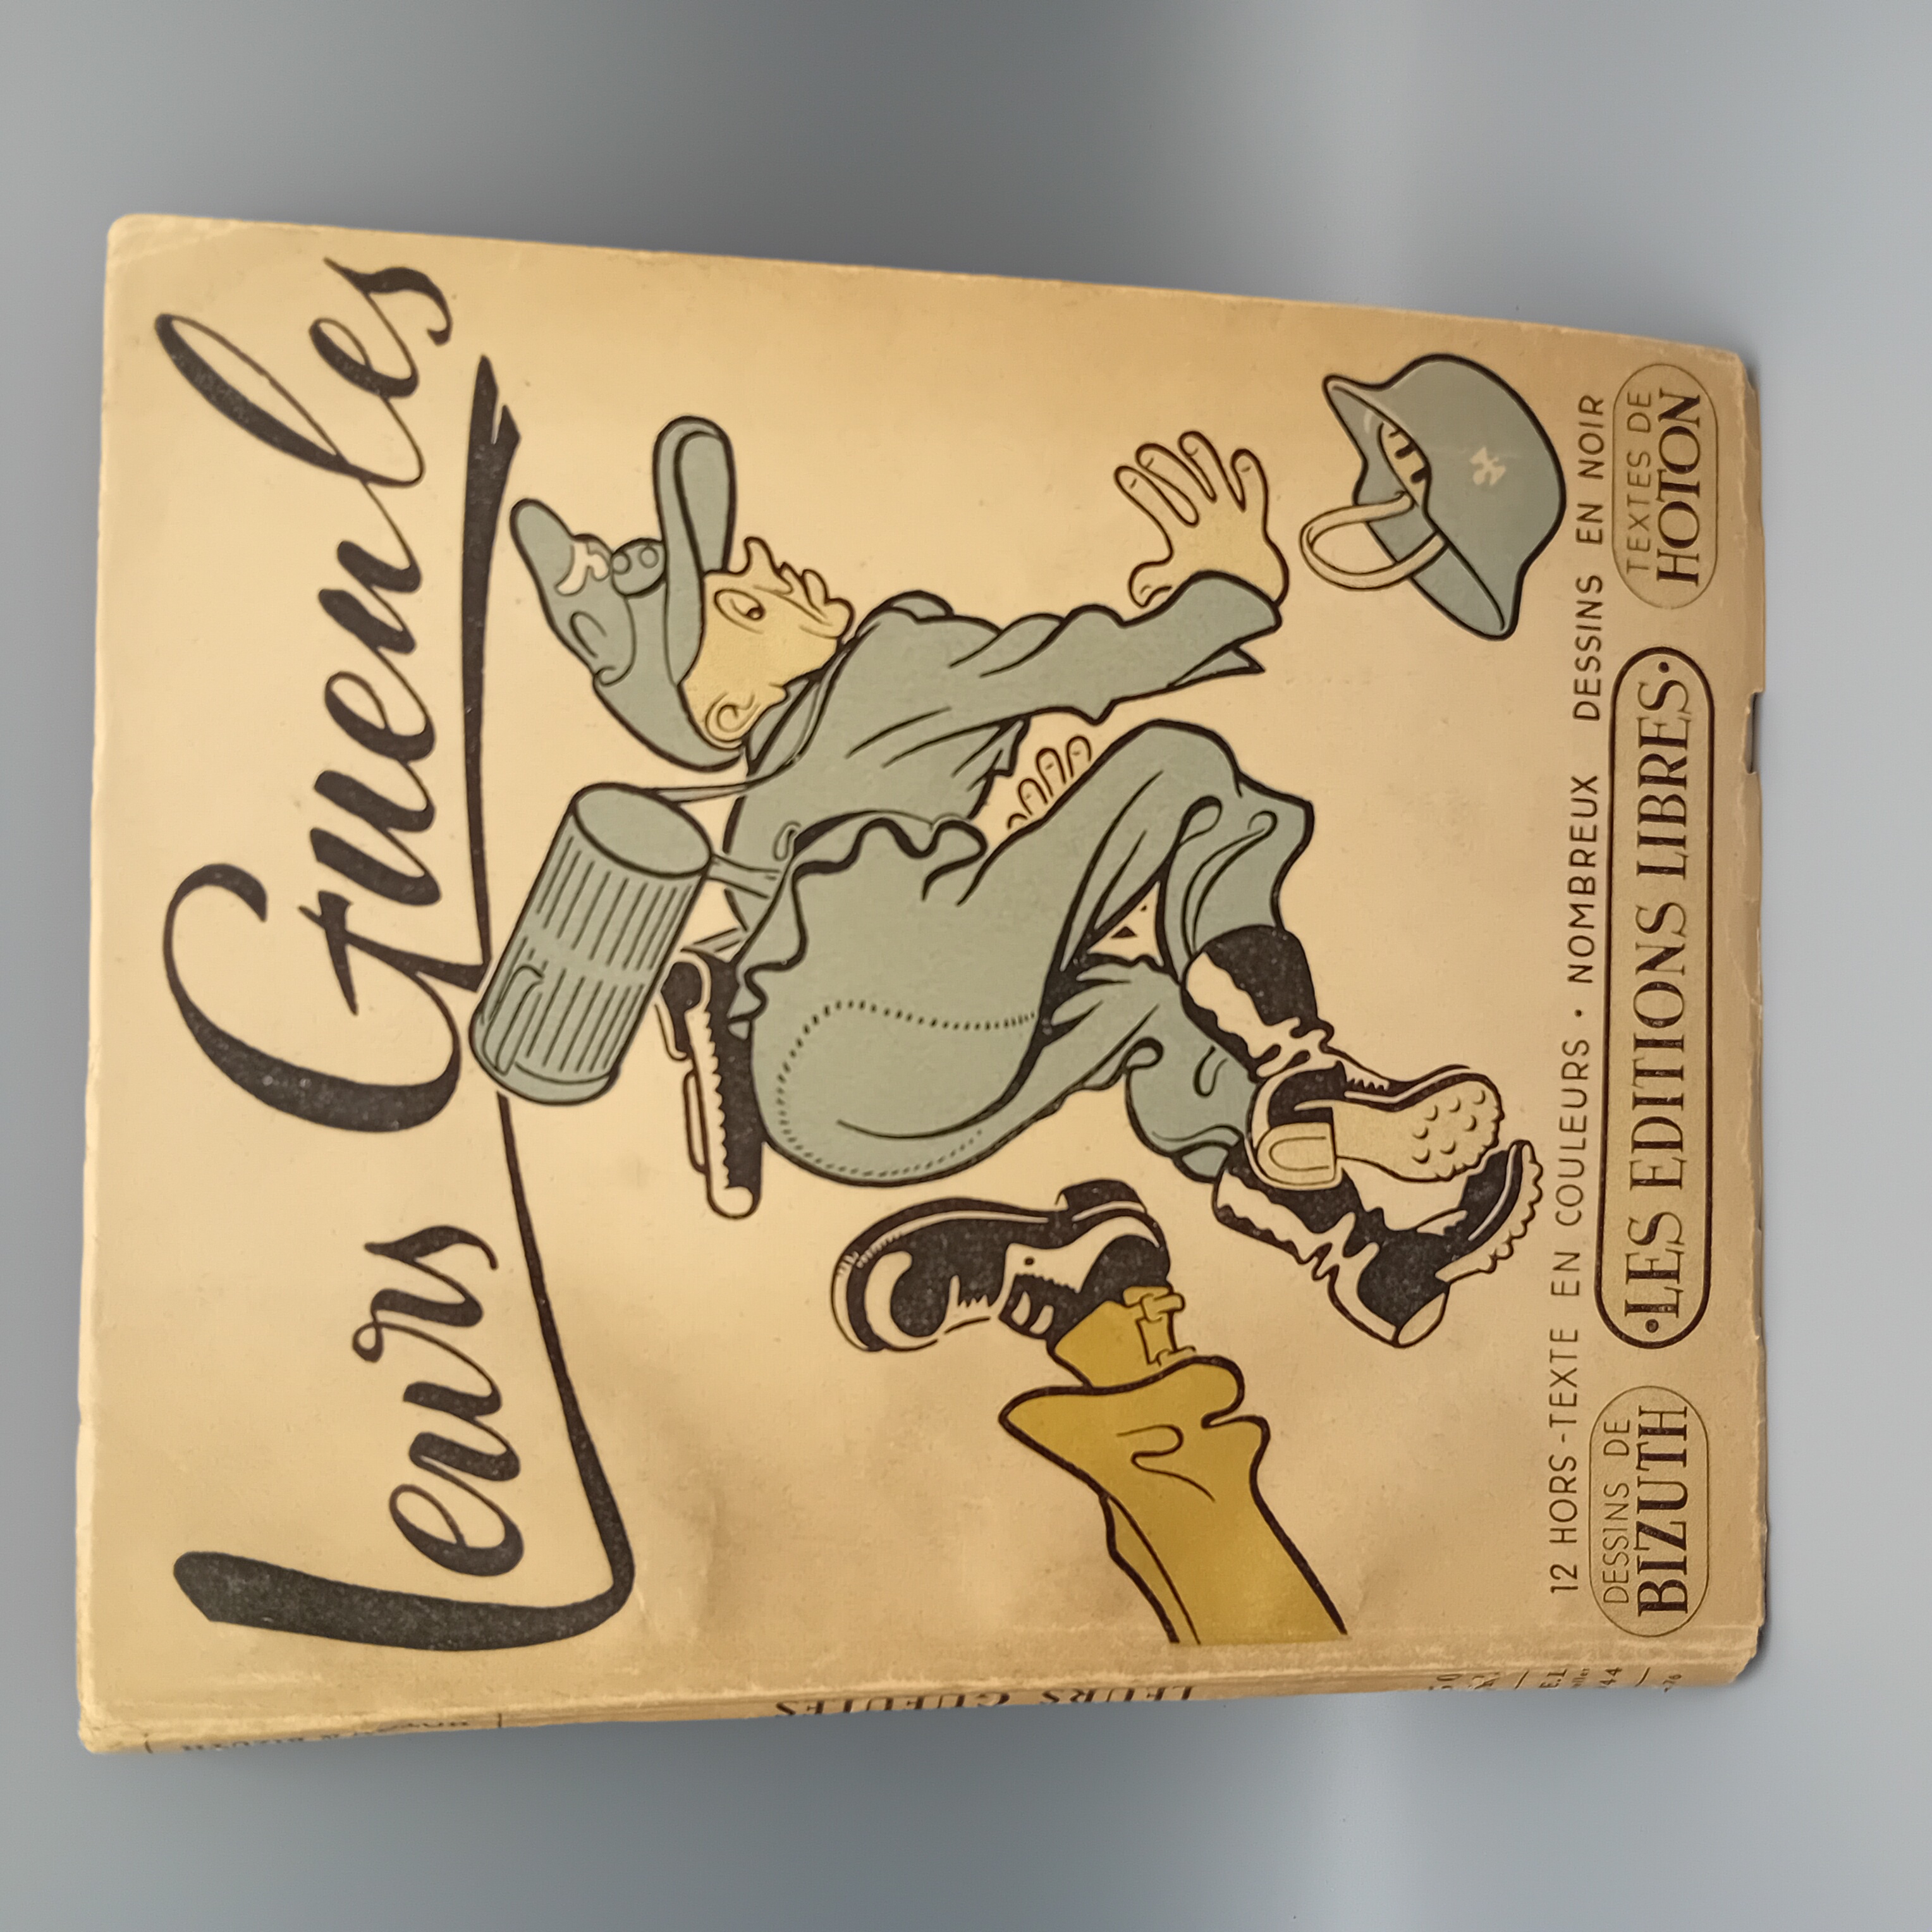 Leurs Gueules
12 HORS-TEXTE EN COULEURS • NOMBREUX DESSINS EN NOIR
DESSINS DE
BIZUTH
•LES EDITIONS LIBRES•
TEXTES DE
HOTON
LEURS GUEULES